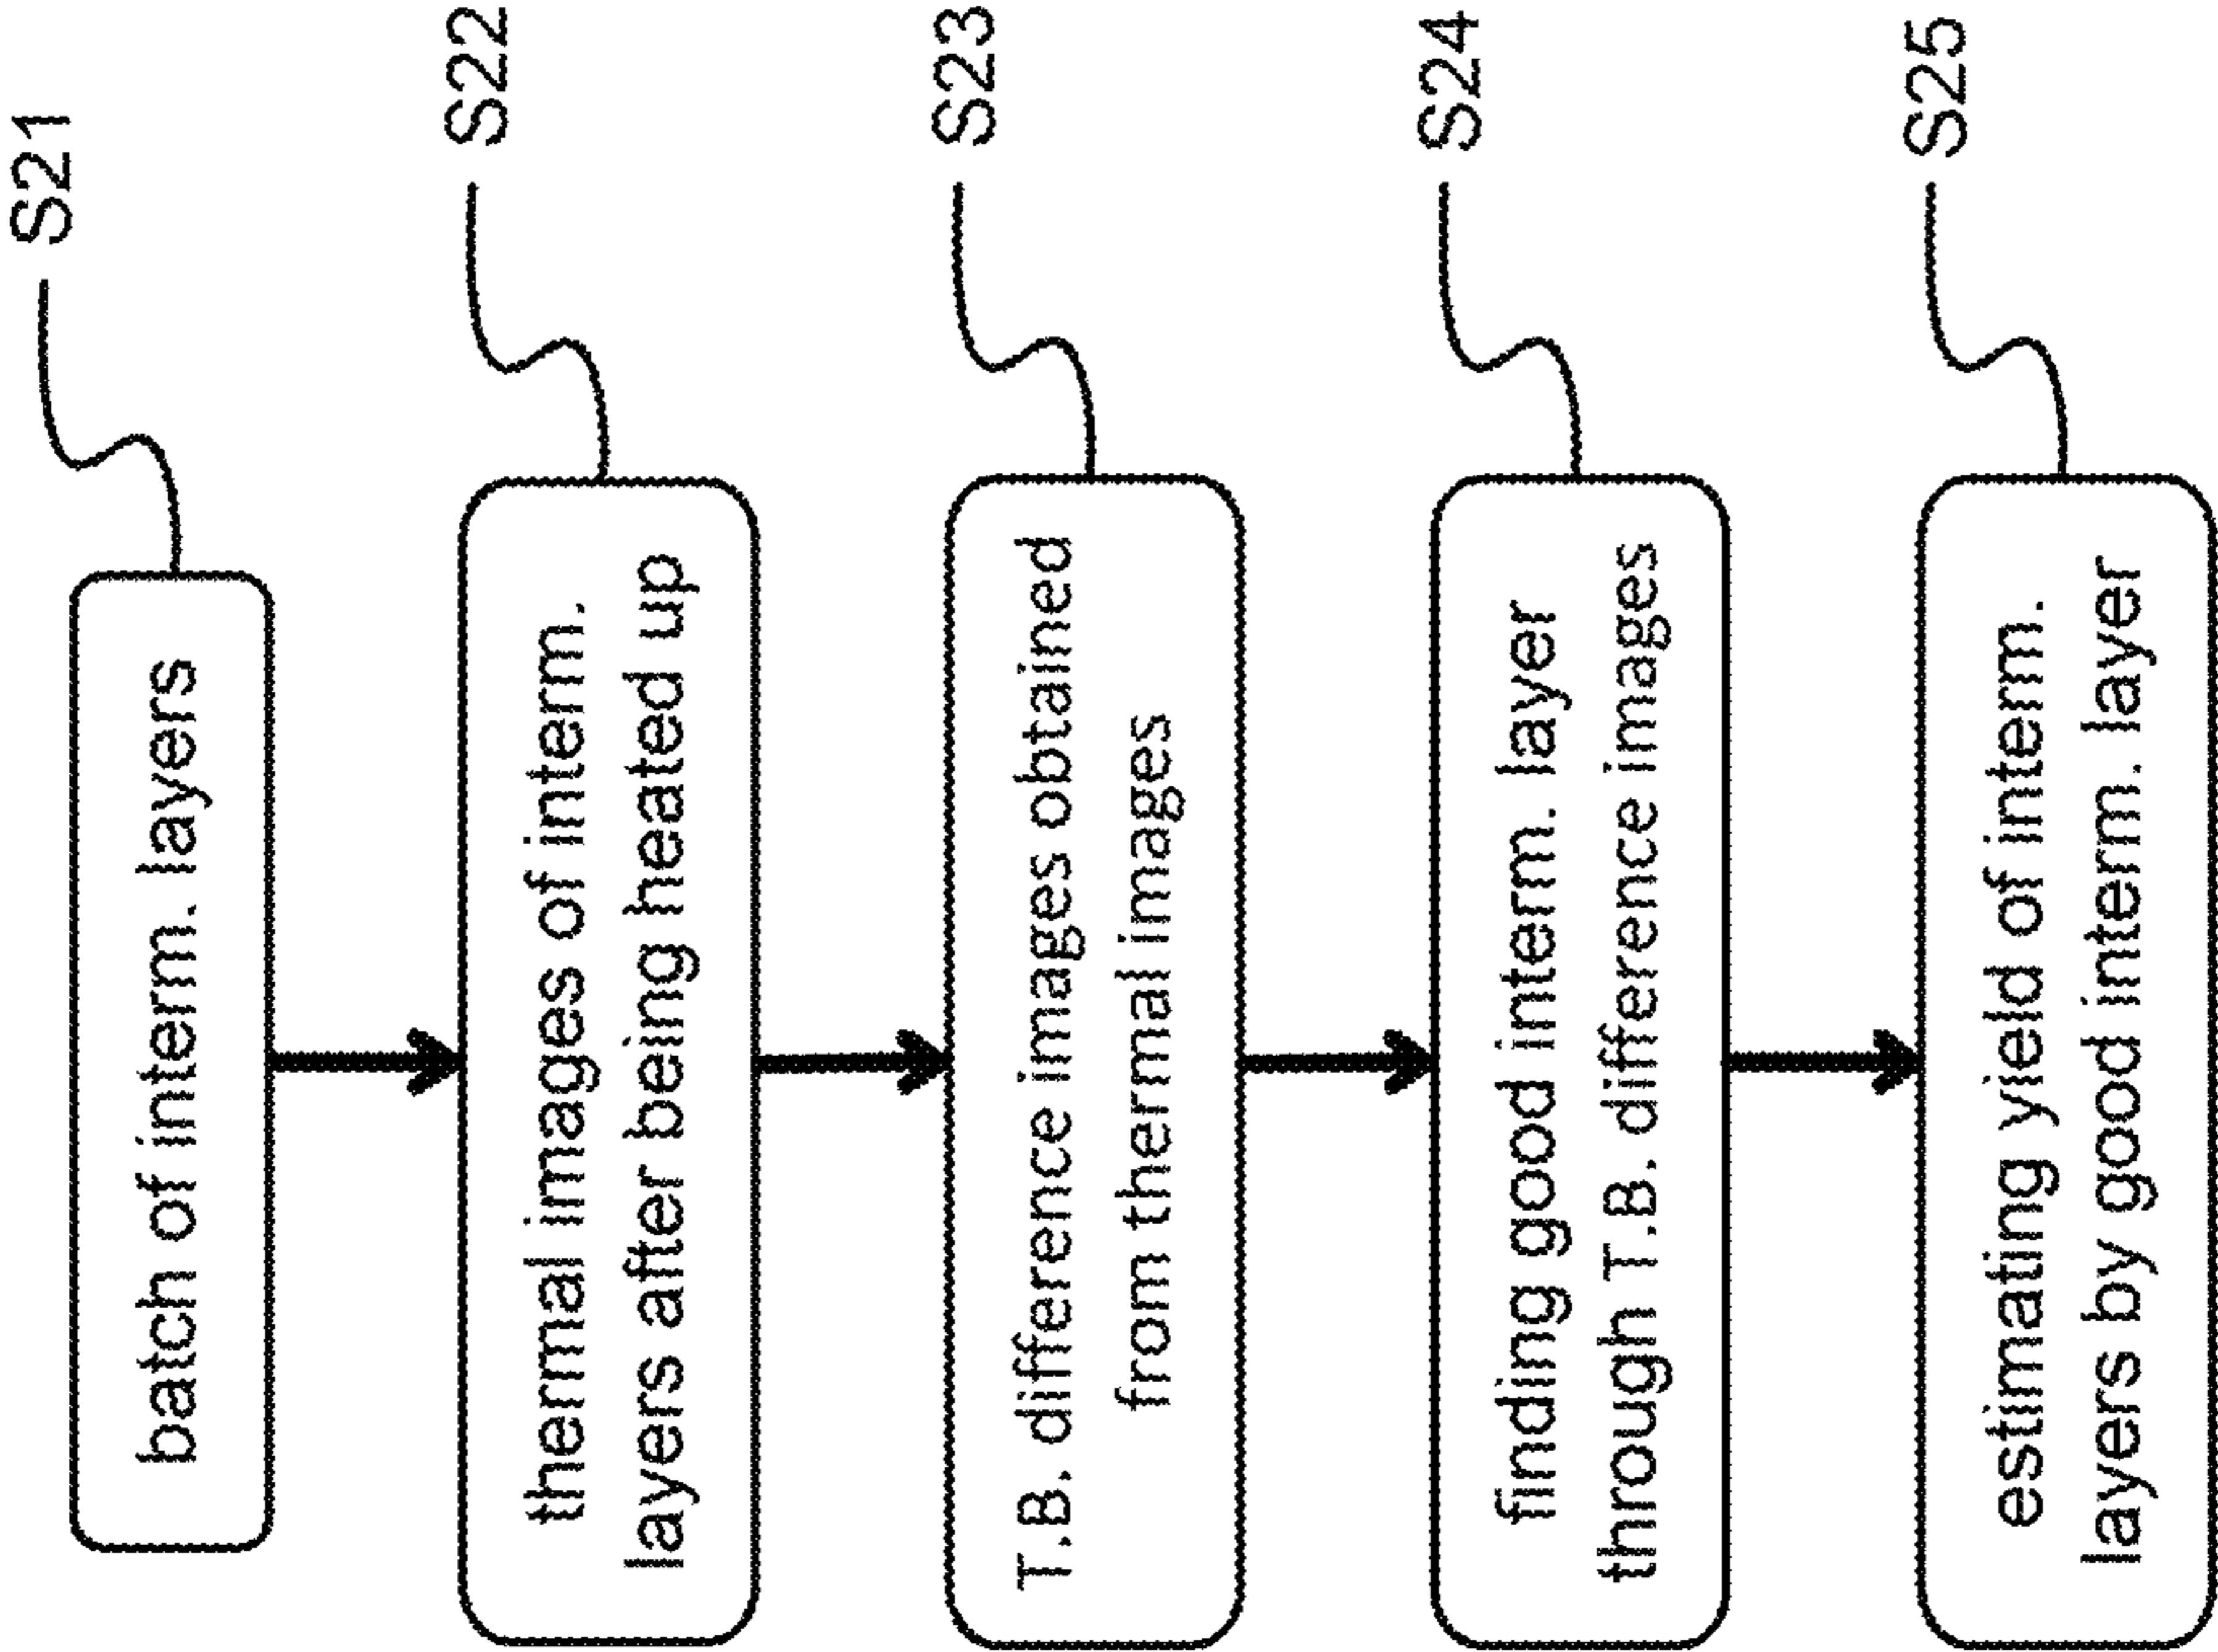 batch of interm. layers
S21
thermal images of interm.
layers after being heated up
S22
T.B. difference images obtained
from thermal images
S23
finding good interm. layer
through T.B. difference images
S24
estimating yield of interm.
layers by good interm. layer
S25